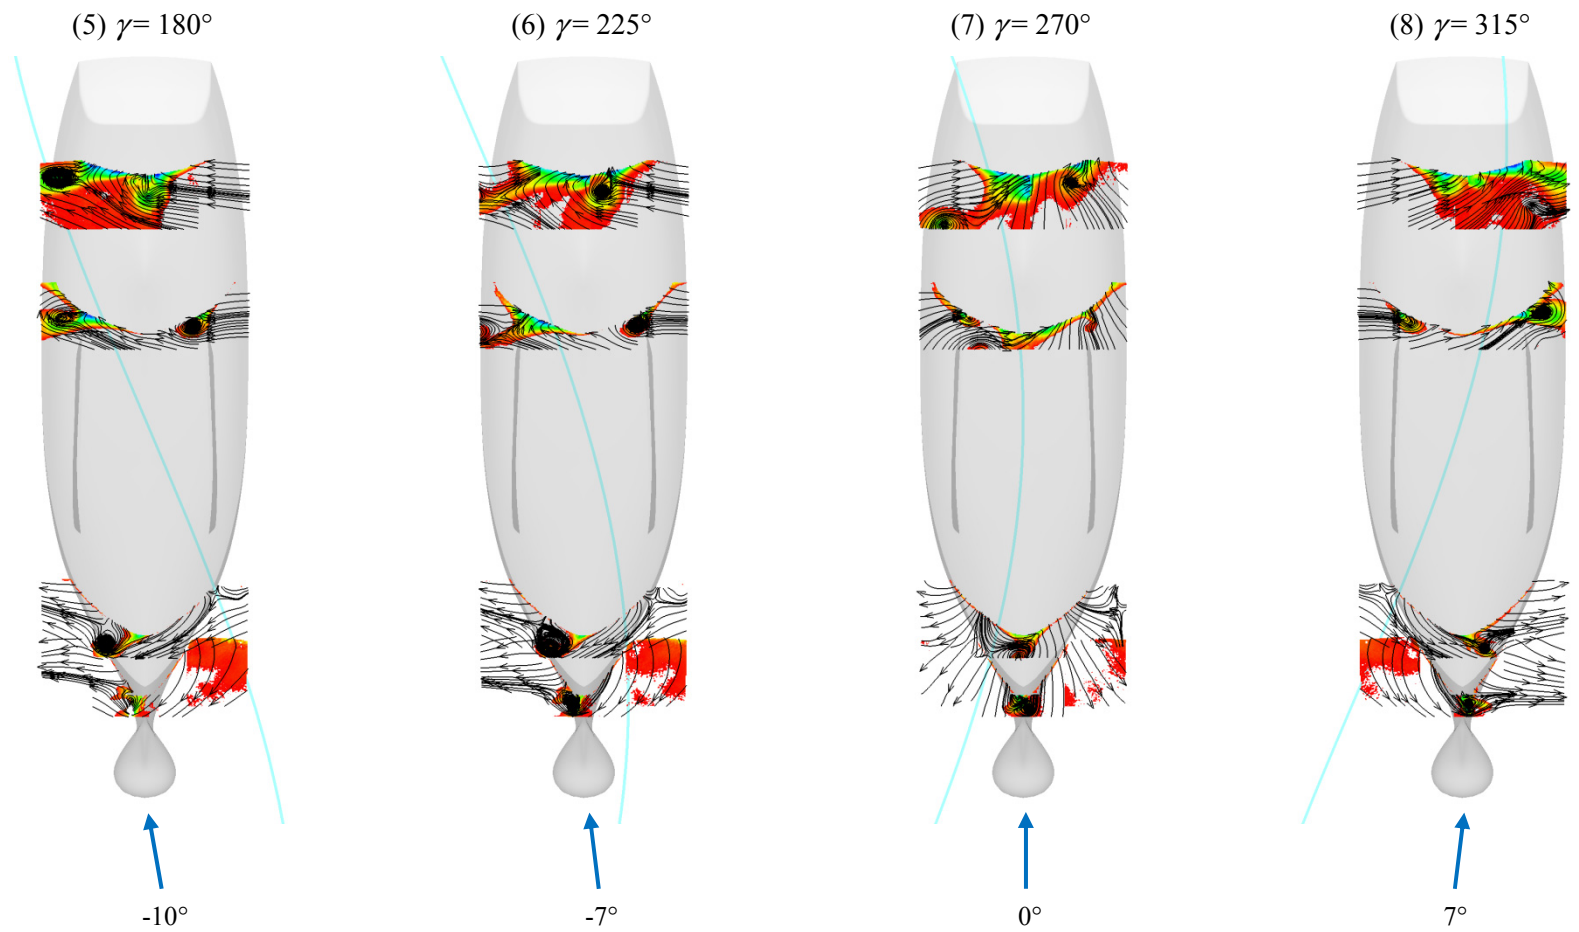 (5) γ = 180°
(6) γ = 225°
(7) γ = 270°
(8) γ = 315°
-10°
-7°
0°
7°